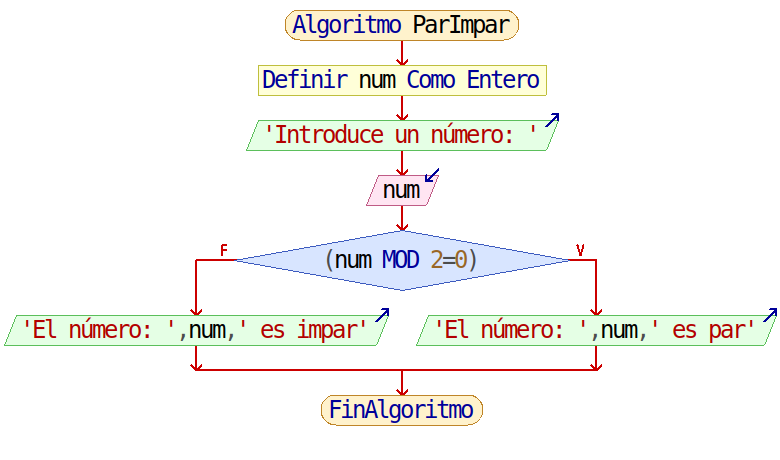 Algoritmo ParImpar
Definir num Como Entero
'Introduce un número: '
num
F
V
(num MOD 2=0)
'El número: ',num,' es impar'
'El número: ',num,' es par'
FinAlgoritmo